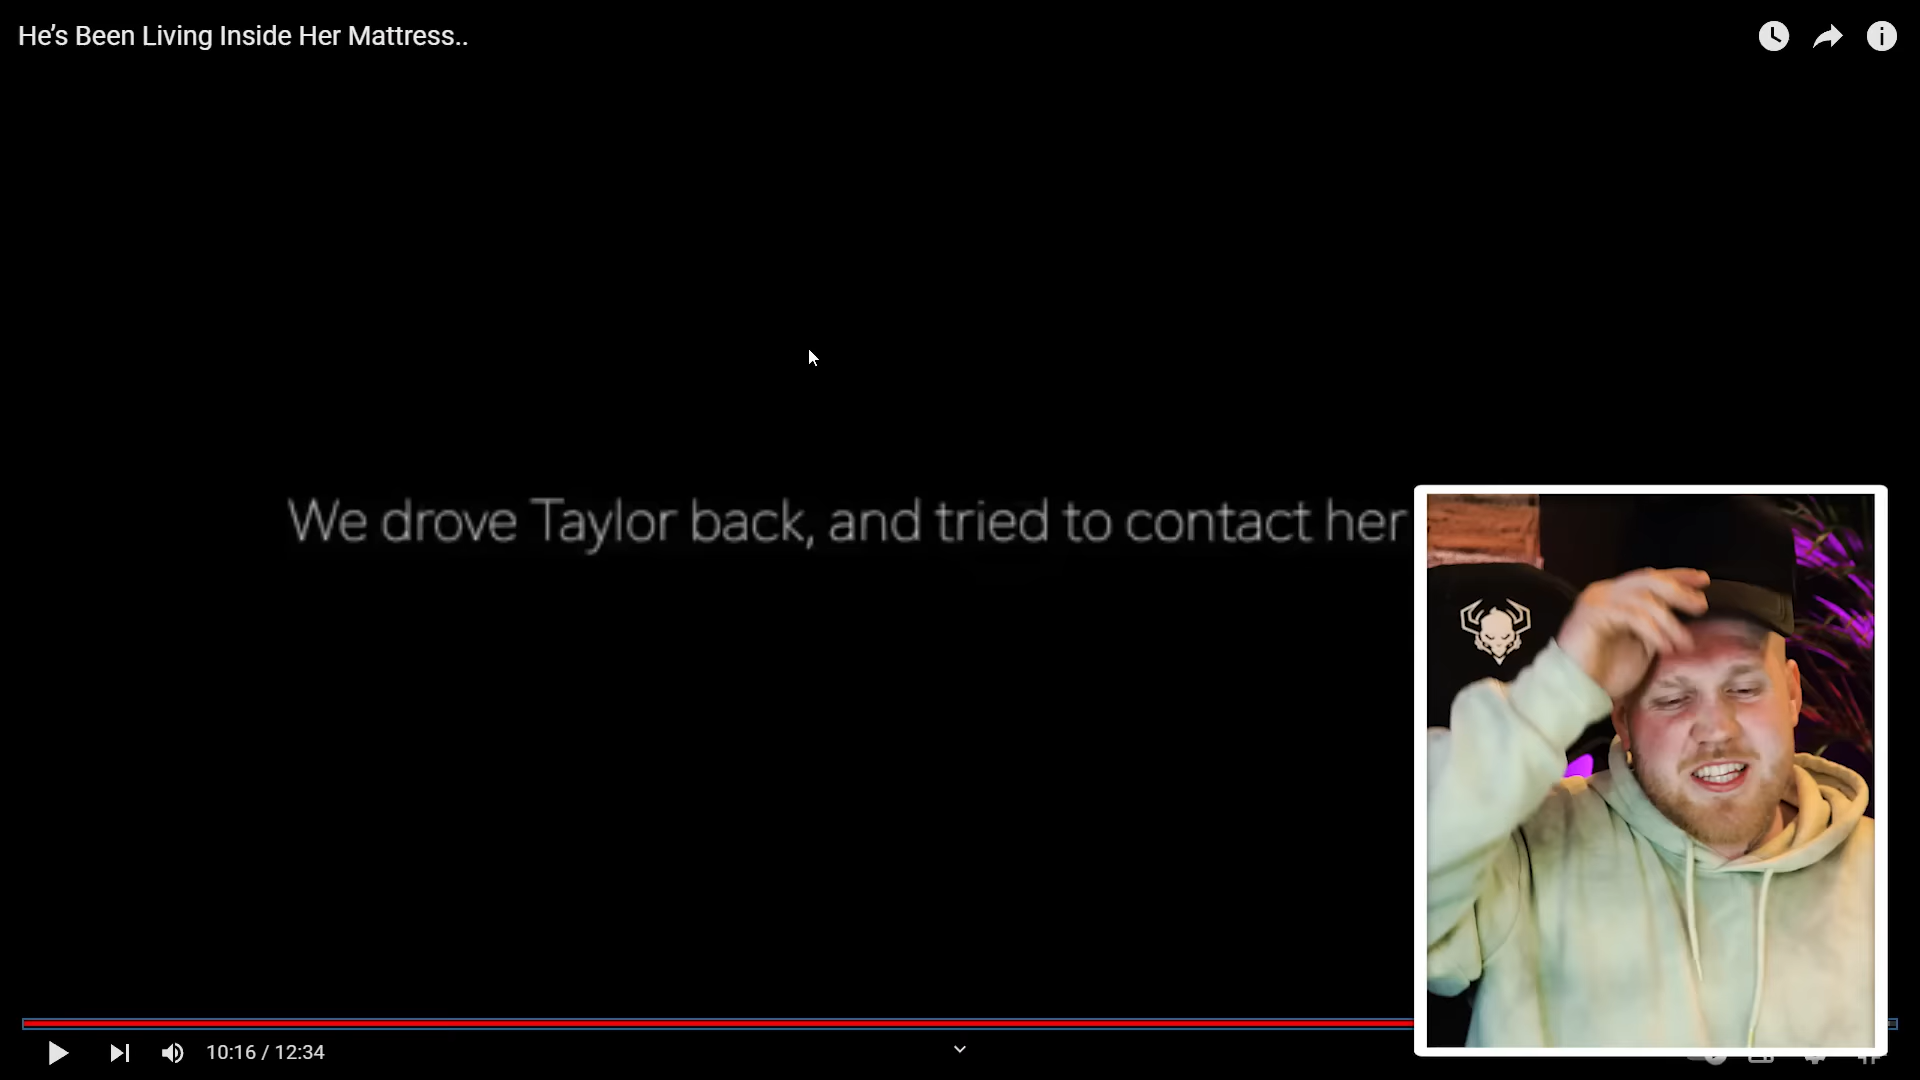 He’s Been Living Inside Her Mattress..
We drove Taylor back, and tried to contact her
10:16 / 12:34